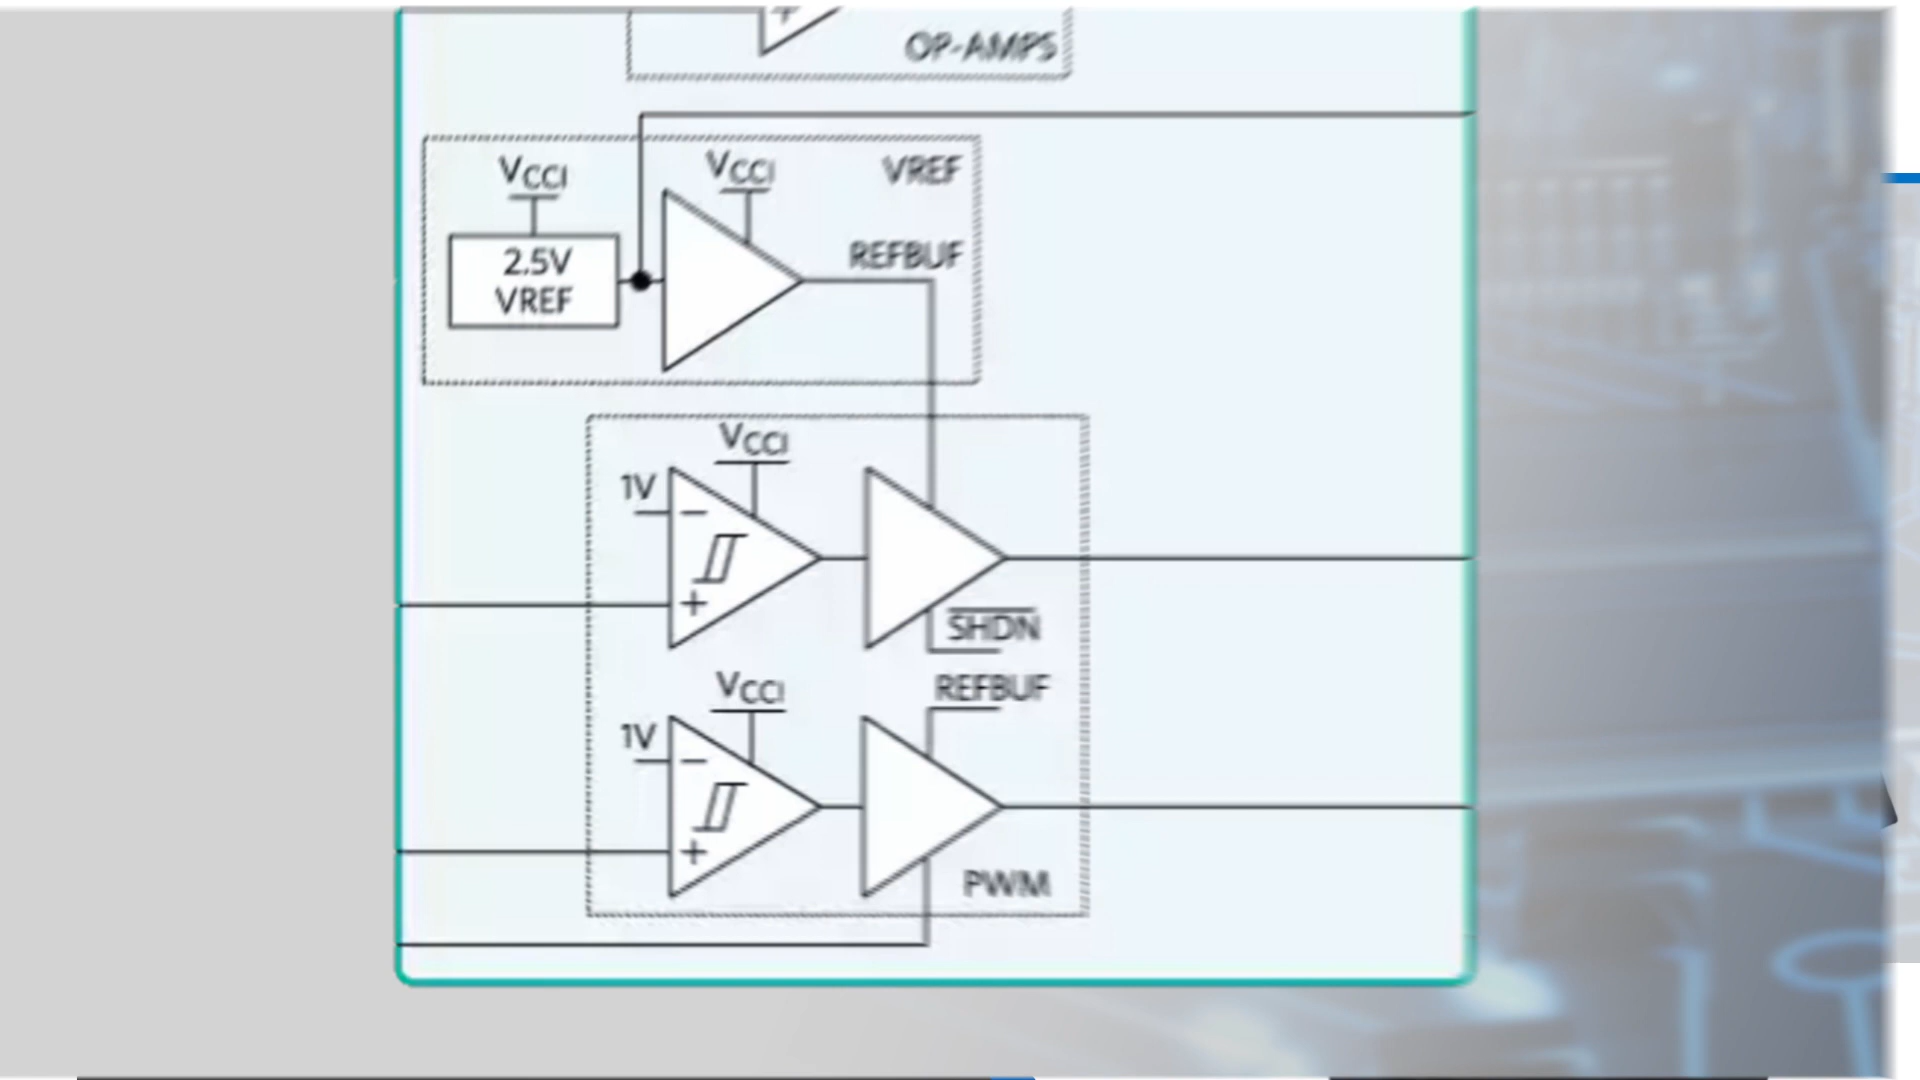 OP-AMPS
VCCI
VCCI
VREF
2.5V
VREF
REFBUF
VCCI
1V
−
+
SHDN
VCCI
REFBUF
1V
−
+
PWM